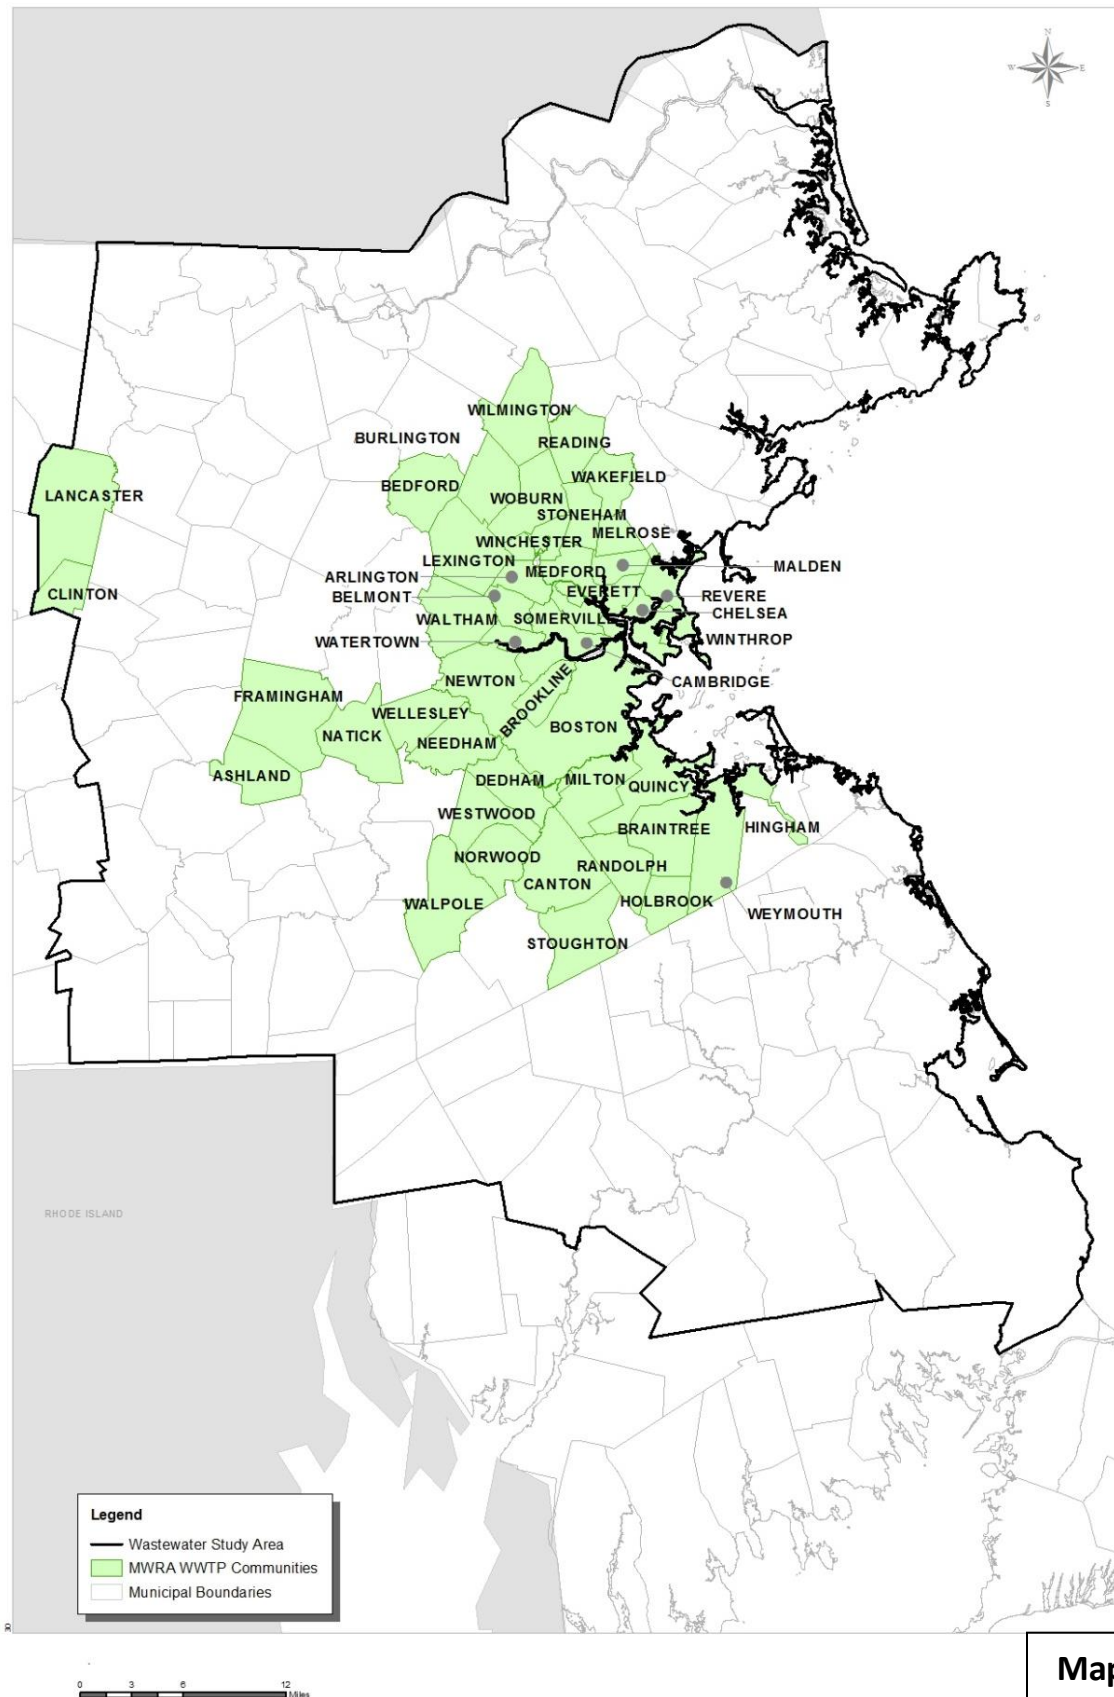 N
W E
S
WILMINGTON
BURLINGTON
READING
WAKEFIELD
BEDFORD
LANCASTER
WOBURN
STONEHAM
MELROSE
WINCHESTER
LEXINGTON
MEDFORD
MALDEN
ARLINGTON
EVERETT
BELMONT
REVERE
CLINTON
CHELSEA
WALTHAM
SOMERVILLE
WINTHROP
WATERTOWN
NEWTON
CAMBRIDGE
BROOKLINE
FRAMINGHAM
WELLESLEY
BOSTON
NATICK
NEEDHAM
ASHLAND
DEDHAM
MILTON
QUINCY
WESTWOOD
BRAINTREE
HINGHAM
NORWOOD
RANDOLPH
CANTON
WALPOLE
HOLBROOK
WEYMOUTH
STOUGHTON
RHODE ISLAND
Legend
Wastewater Study Area
MWRA WWTP Communities
Municipal Boundaries
Map
0 3 6 12
Miles